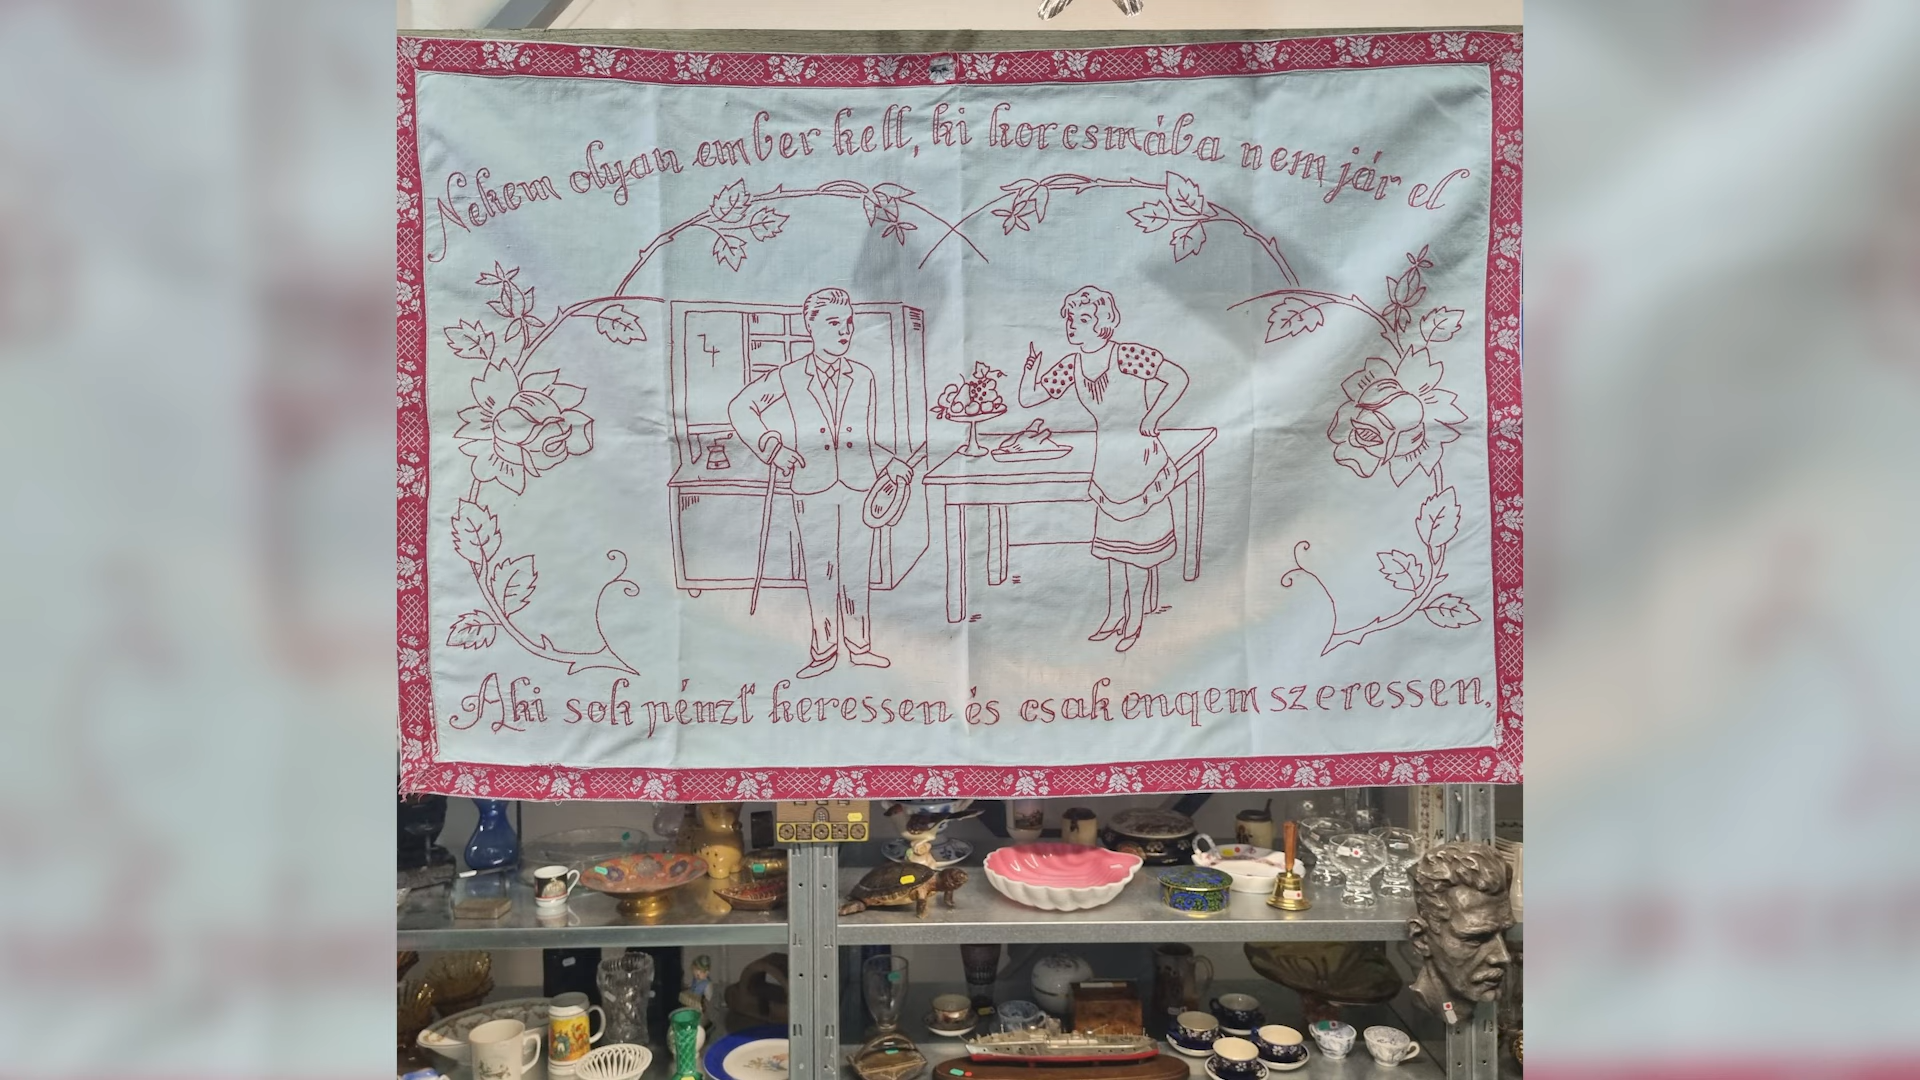 Nekem olyan ember kell, ki korcsmába nem jár el
Aki sok pénzt keressen és csak engem szeressen.